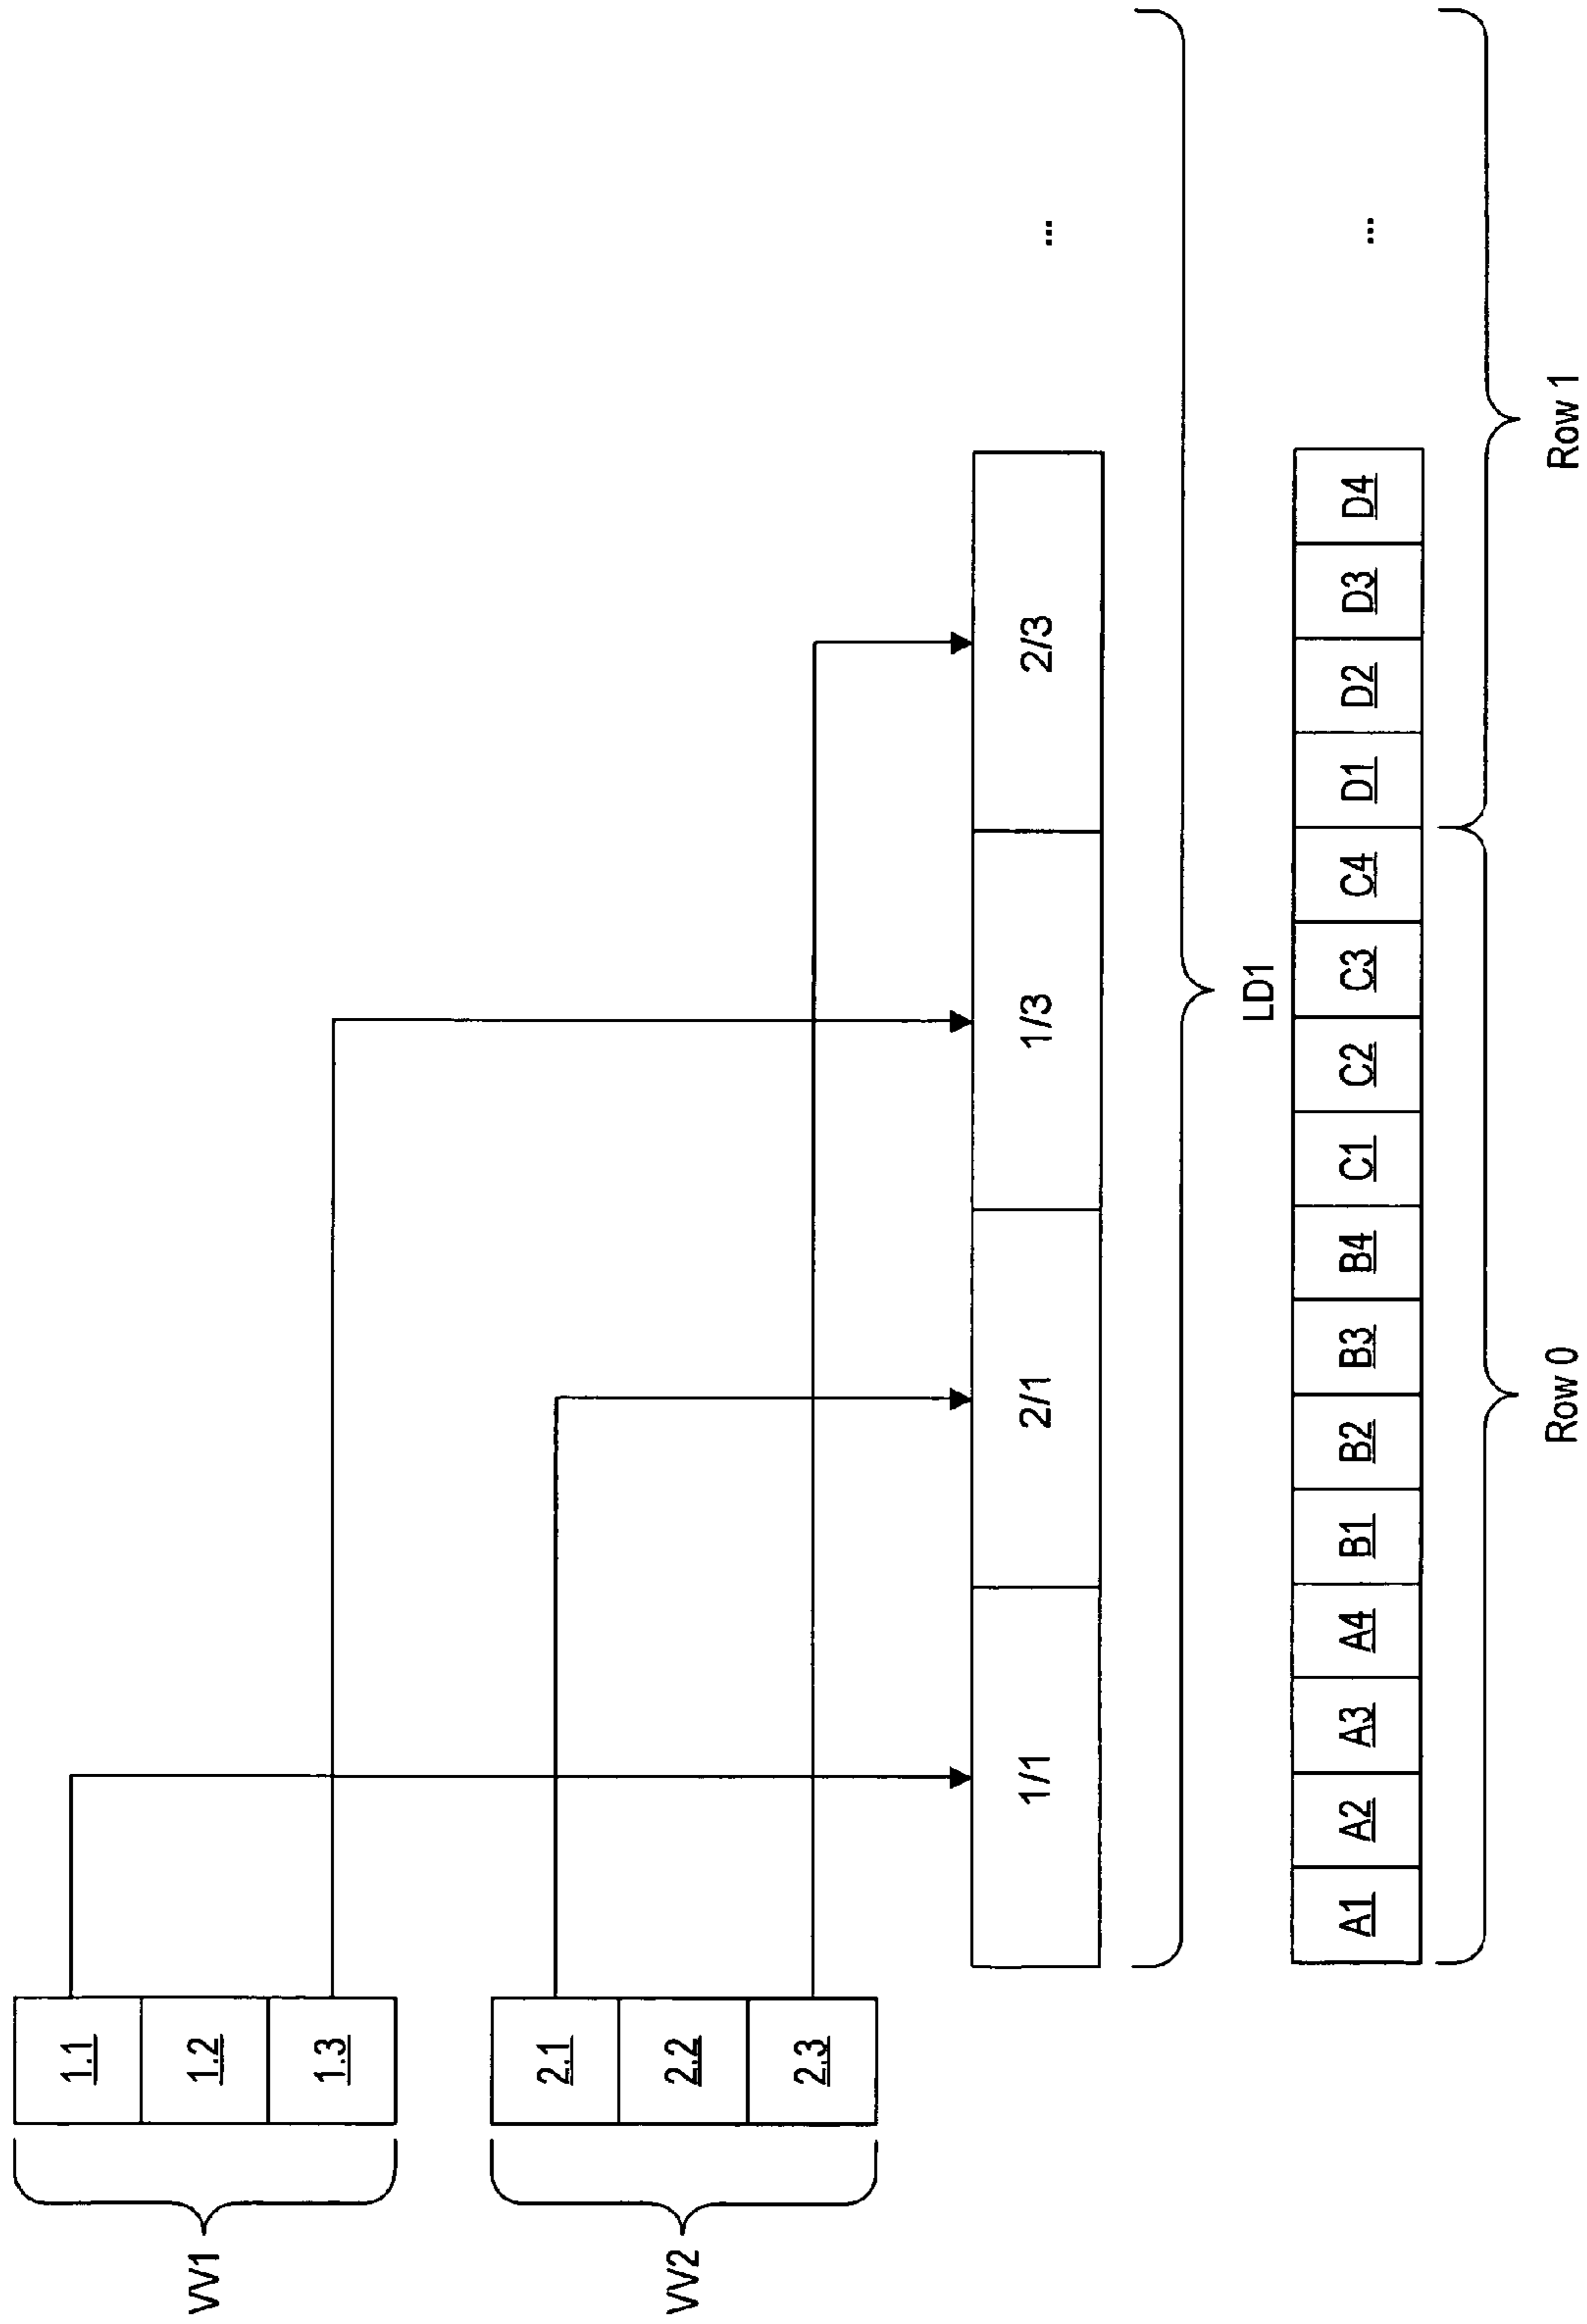 1.1
VV1 1.2
1.3
2.1
VV2 2.2
2.3
1/1 2/1 1/3 2/3 ...
LD1
A1 A2 A3 A4 B1 B2 B3 B4 C1 C2 C3 C4 D1 D2 D3 D4 ...
Row 0 Row 1